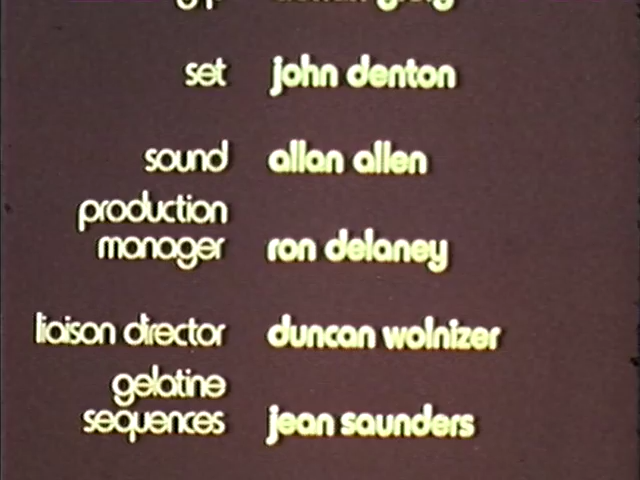 set john denton
sound allan allen
production
manager ron delaney
liaison director duncan wolnizer
gelatine
sequences jean saunders